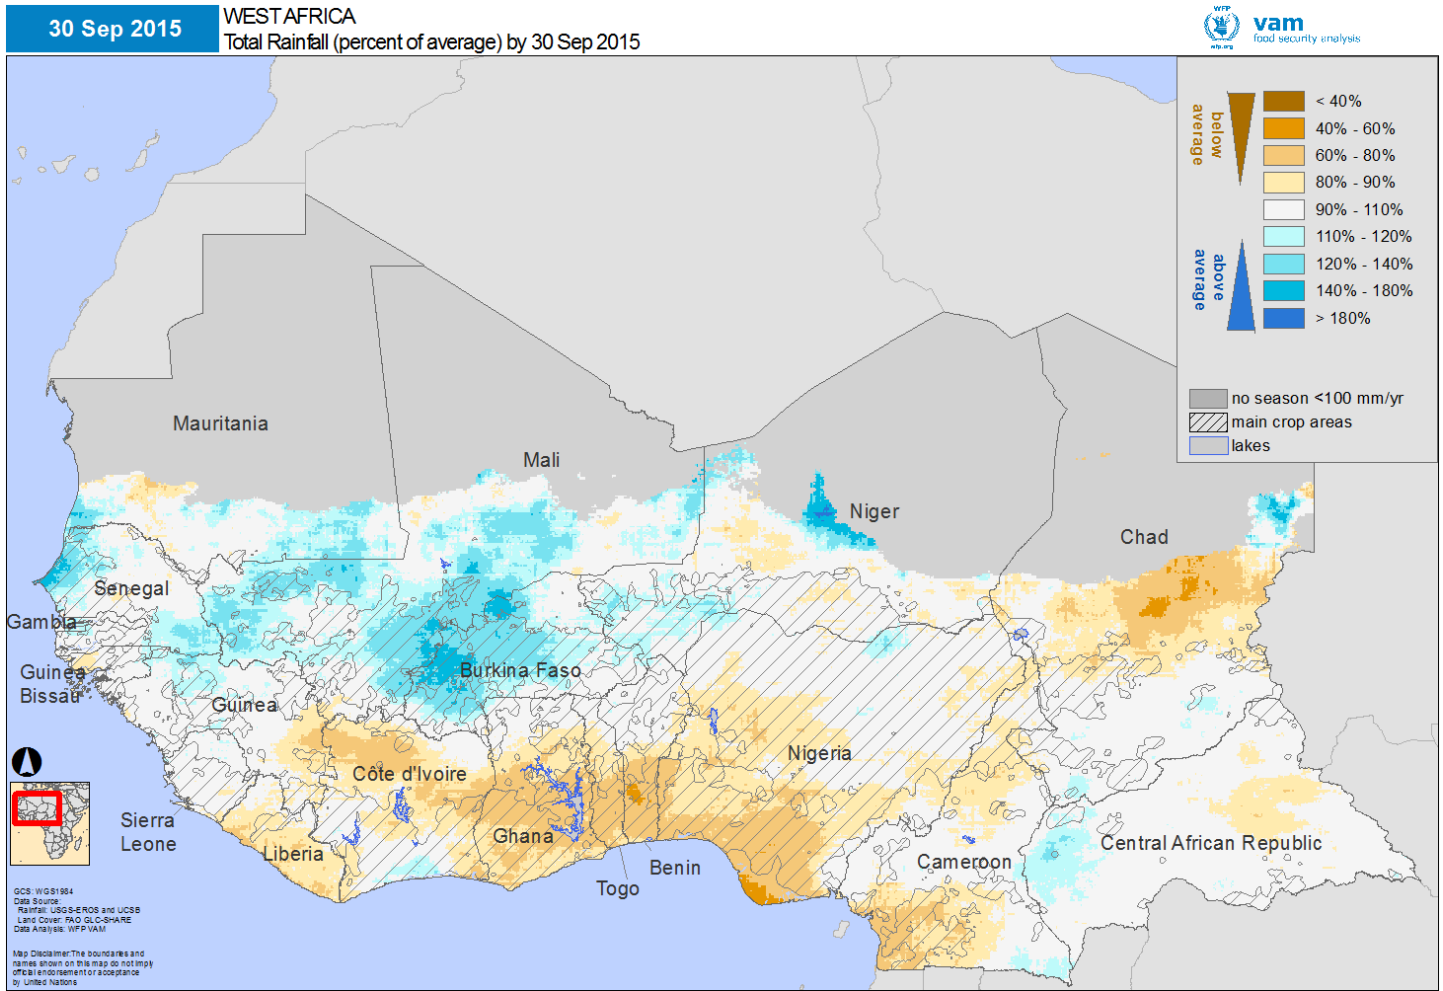 30 Sep 2015
WEST AFRICA
Total Rainfall (percent of average) by 30 Sep 2015
WFP
wfp.org
vam
food security analysis
below
average
< 40%
40% - 60%
60% - 80%
80% - 90%
90% - 110%
110% - 120%
120% - 140%
140% - 180%
> 180%
above
average
no season <100 mm/yr
main crop areas
lakes
Mauritania
Mali
Niger
Chad
Senegal
Gambia
Guinea
Bissau
Guinea
Burkina Faso
Nigeria
Côte d'Ivoire
Sierra
Leone
Liberia
Ghana
Togo
Benin
Cameroon
Central African Republic
GCS: WGS1984
Data Source:
Rainfall: USGS-EROS and UCSB
Land Cover: FAO GLC-SHARE
Data Analysis: WFP VAM
Map Disclaimer:The boundaries and
names shown on this map do not imply
official endorsement or acceptance
by United Nations